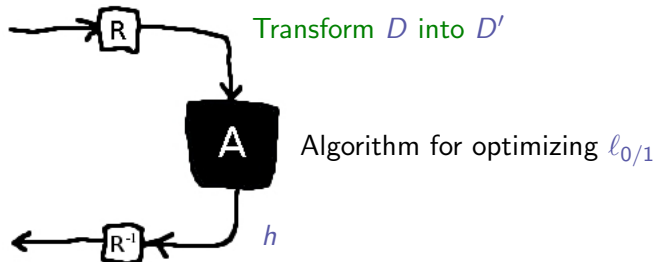 R Transform D into D′
A Algorithm for optimizing ℓ0/1
R-1 h